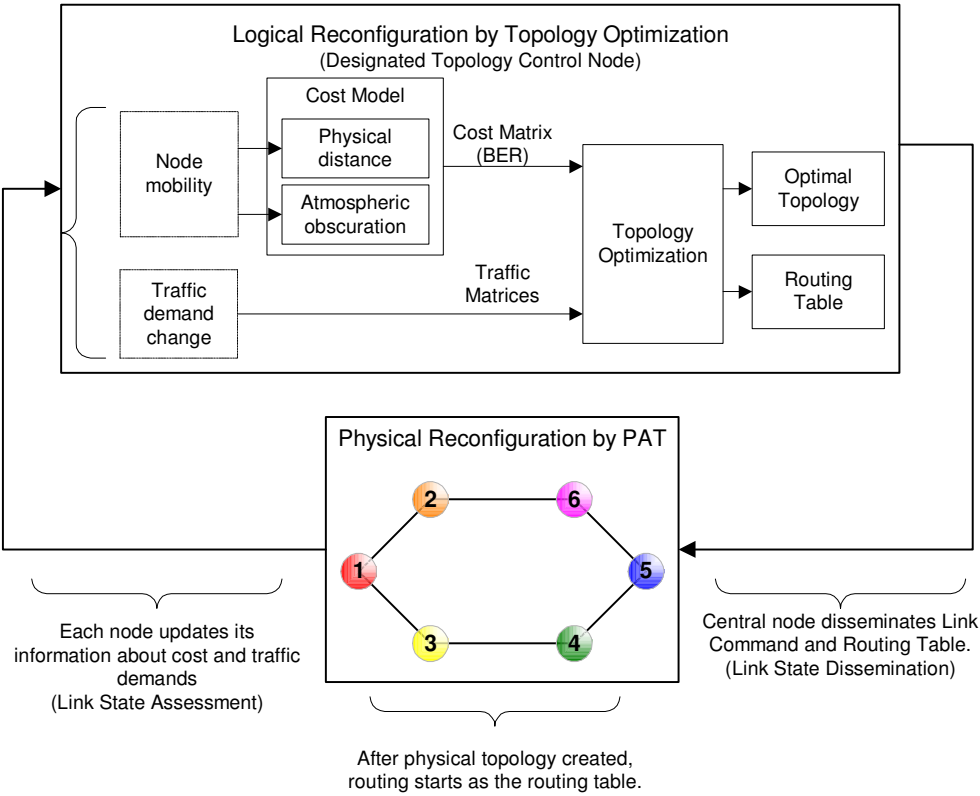 Logical Reconfiguration by Topology Optimization
(Designated Topology Control Node)
Cost Model
Node
mobility
Physical
distance
Atmospheric
obscuration
Cost Matrix
(BER)
Traffic
demand
change
Traffic
Matrices
Topology
Optimization
Optimal
Topology
Routing
Table
Physical Reconfiguration by PAT
2
6
1
5
3
4
Each node updates its
information about cost and traffic
demands
(Link State Assessment)
Central node disseminates Link
Command and Routing Table.
(Link State Dissemination)
After physical topology created,
routing starts as the routing table.